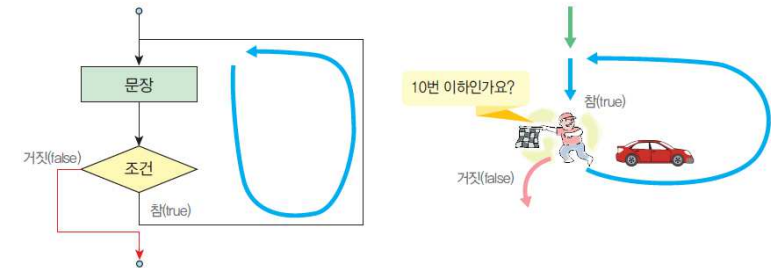 문장
거짓(false)
조건
참(true)
10번 이하인가요?
참(true)
거짓(false)